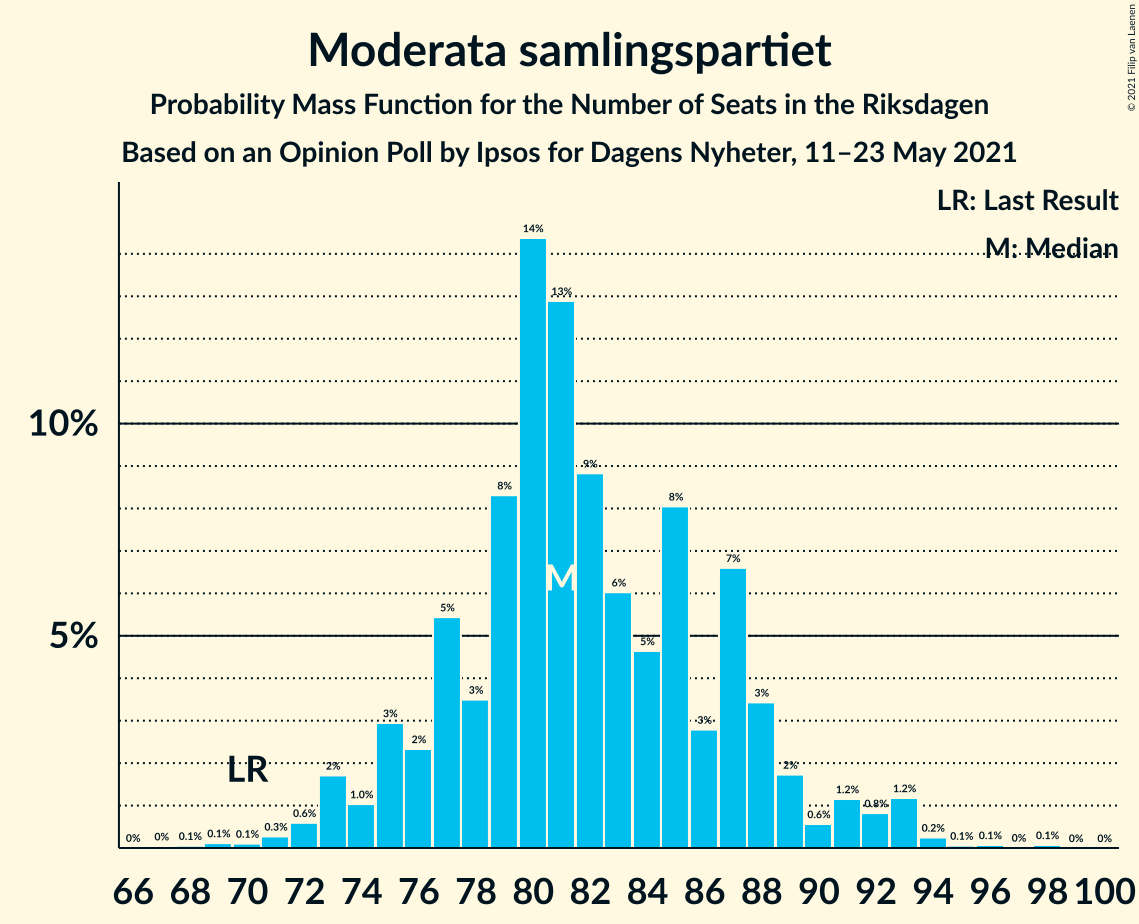 Moderata samlingspartiet
Probability Mass Function for the Number of Seats in the Riksdagen
Based on an Opinion Poll by Ipsos for Dagens Nyheter, 11–23 May 2021
© 2021 Filip van Laenen
LR: Last Result
M: Median
10%
5%
0% 0% 0.1% 0.1% 0.1% 0.3% 0.6% 2% 1.0% 3% 2% 5% 3% 8% 14% 13% 9% 6% 5% 8% 3% 7% 3% 2% 0.6% 1.2% 0.8% 1.2% 0.2% 0.1% 0.1% 0% 0.1% 0% 0%
LR
M
66 68 70 72 74 76 78 80 82 84 86 88 90 92 94 96 98 100